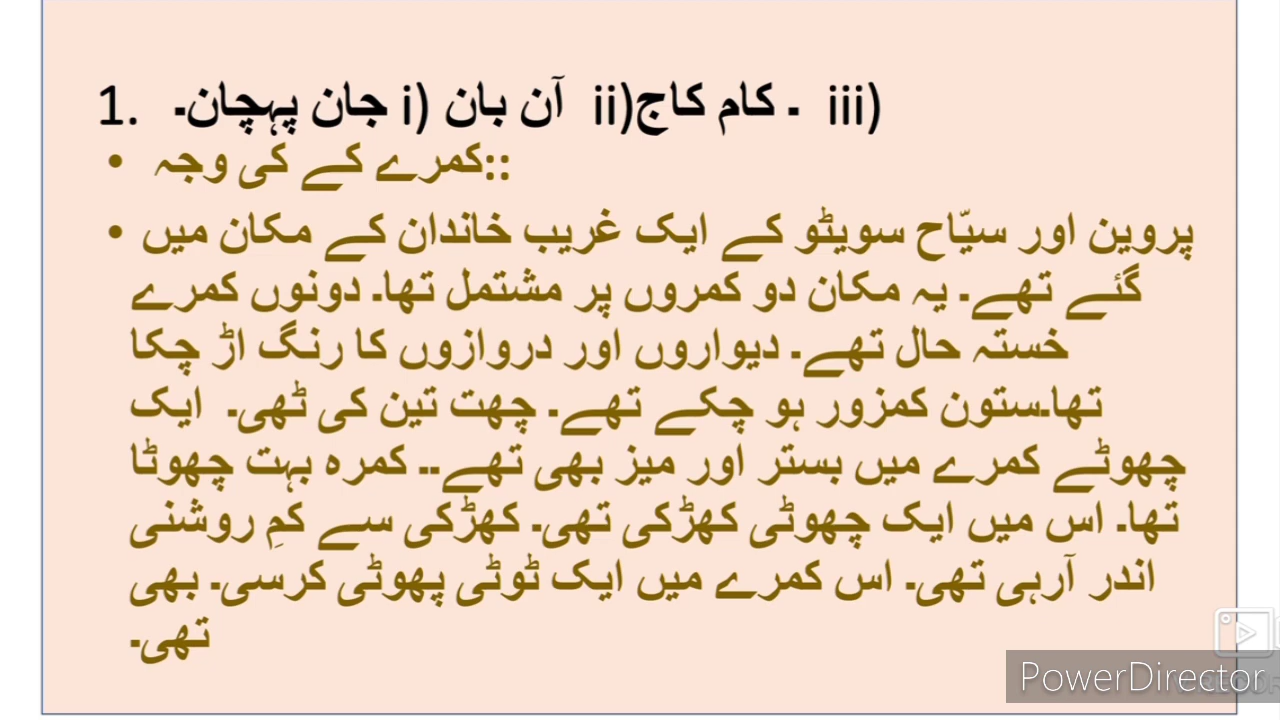 1. جان پہچان۔ i) آن بان ii)کام کاج ۔ iii)
• کمرے کے کی وجہ::
• پروین اور سیّاح سویٹو کے ایک غریب خاندان کے مکان میں
گئے تھے۔ یہ مکان دو کمروں پر مشتمل تھا۔ دونوں کمرے
خستہ حال تھے۔ دیواروں اور دروازوں کا رنگ اڑ چکا
تھا۔ستون کمزور ہو چکے تھے۔ چھت تین کی ٹھی۔ ایک
چھوٹے کمرے میں بستر اور میز بھی تھے۔۔ کمرہ بہت چھوٹا
تھا۔ اس میں ایک چھوٹی کھڑکی تھی۔ کھڑکی سے کمِ روشنی
اندر آرہی تھی۔ اس کمرے میں ایک ٹوٹی پھوٹی کرسی۔ بھی
تھی۔
PowerDirector